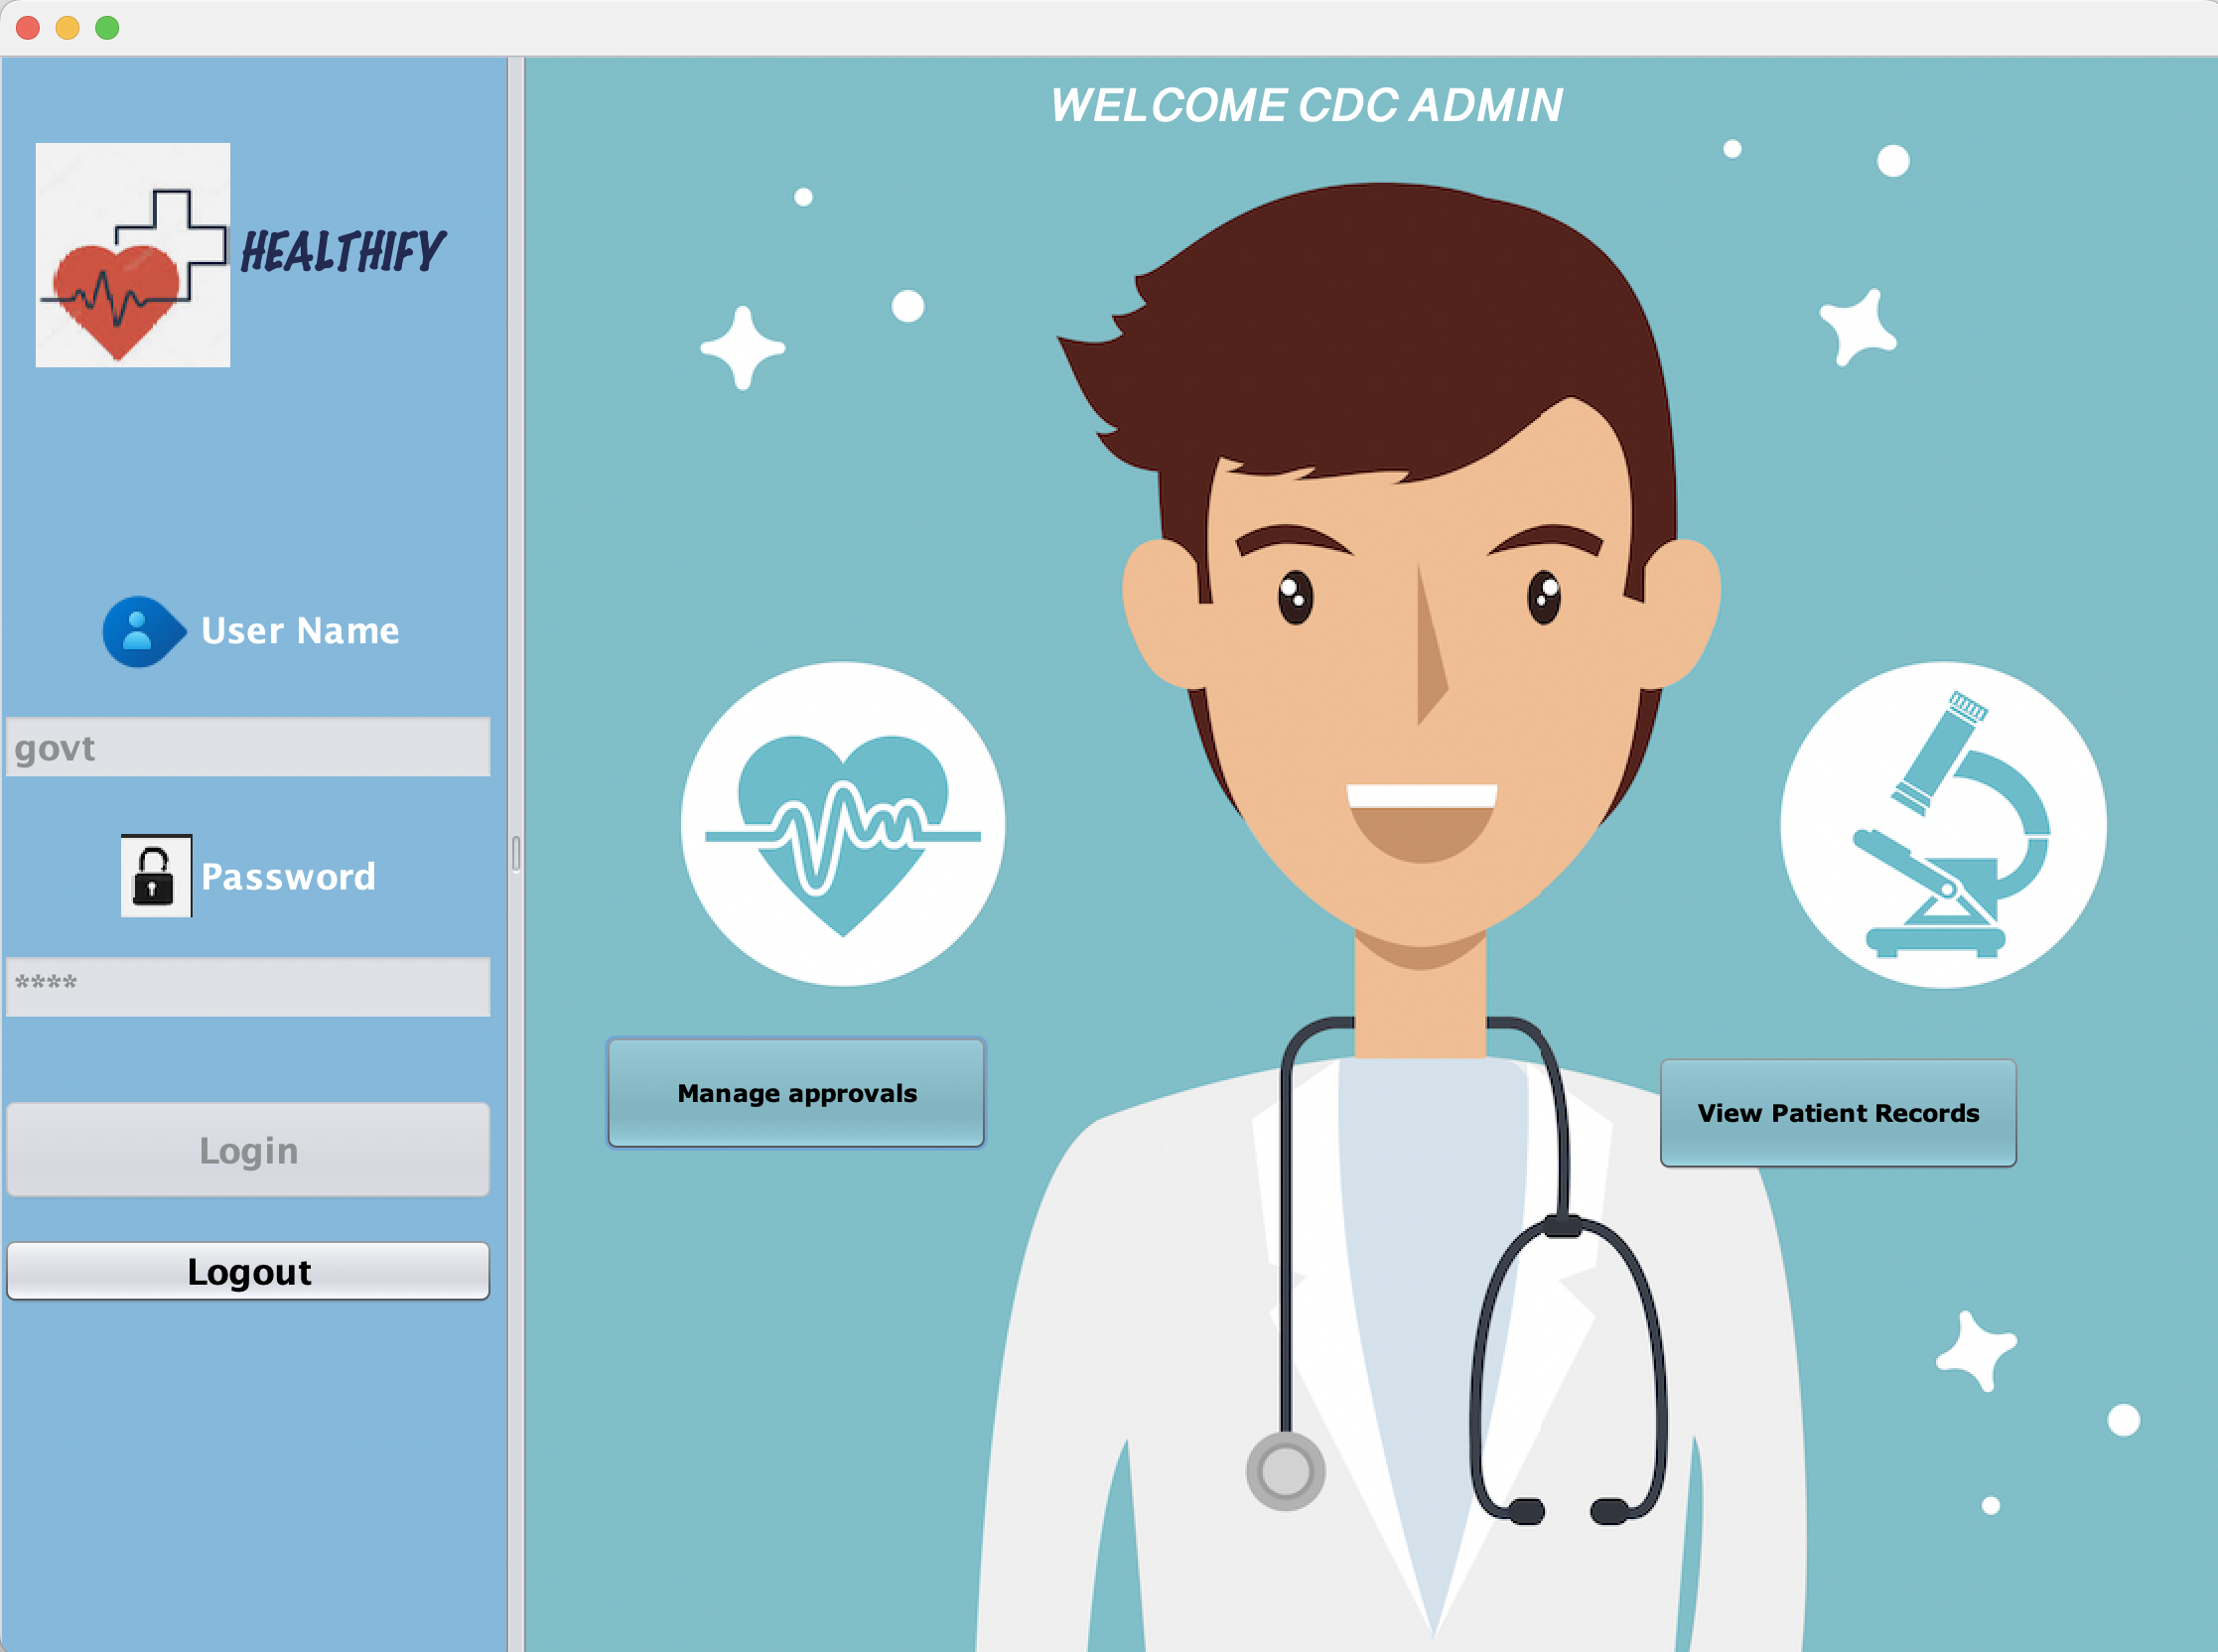 HEALTHIFY
User Name
govt
Password
****
Login
Logout
WELCOME CDC ADMIN
Manage approvals
View Patient Records